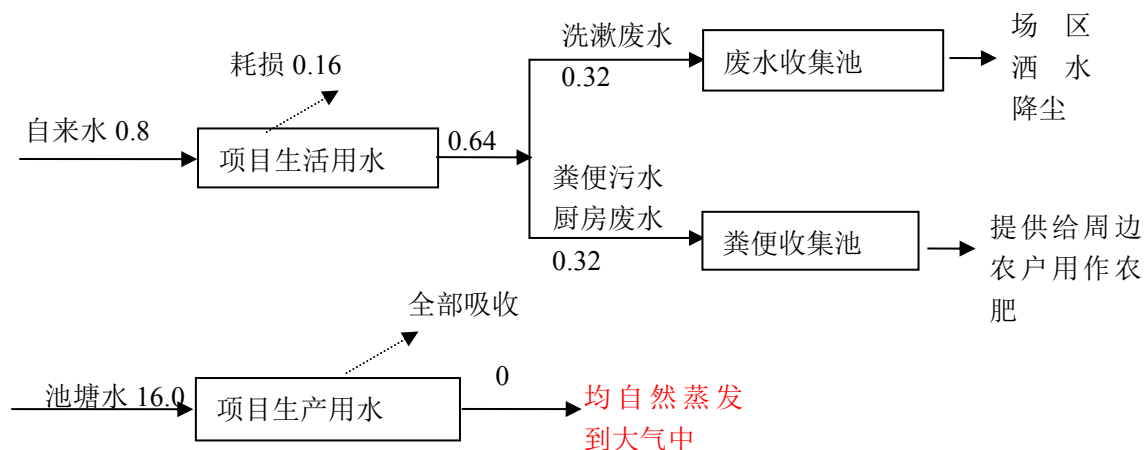 自来水 0.8
耗损 0.16
项目生活用水
0.64
洗漱废水
0.32
废水收集池
场 区
洒 水
降尘
粪便污水
厨房废水
0.32
粪便收集池
提供给周边
农户用作农
肥
池塘水 16.0
全部吸收
项目生产用水
0
均自然蒸发
到大气中